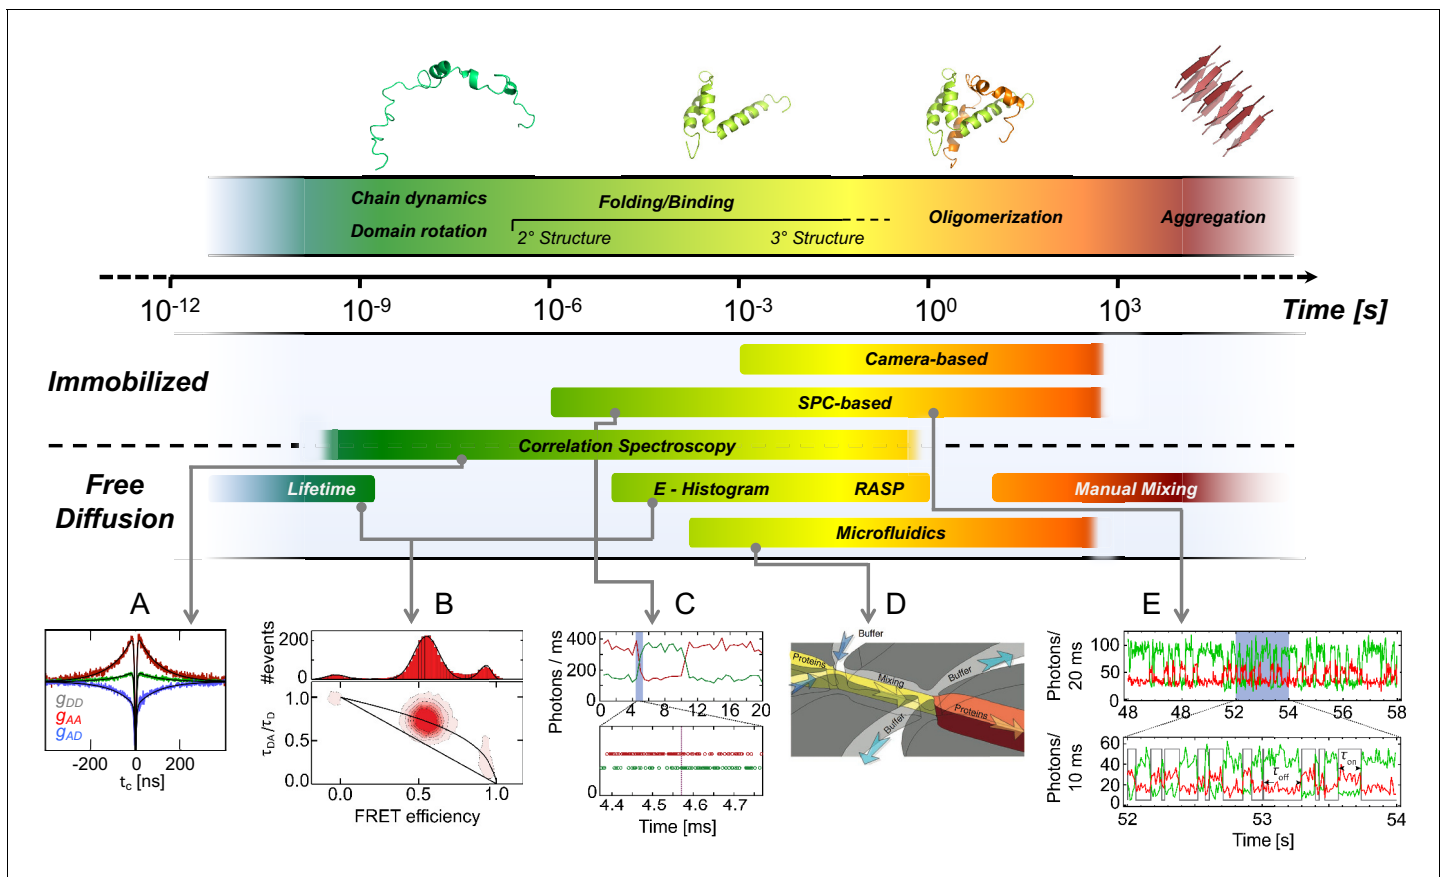 Chain dynamics
Domain rotation
Folding/Binding
2° Structure
3° Structure
Oligomerization
Aggregation
10-12
10-9
10-6
10-3
100
103
Time [s]
Immobilized
Camera-based
SPC-based
Correlation Spectroscopy
Free
Diffusion
Lifetime
E - Histogram
RASP
Manual Mixing
Microfluidics
A
gDD
gAA
gAD
-200
0
200
tc [ns]
B
#events
200
0
τDA/τD
1.0
0.5
0.0
0.0
0.5
1.0
FRET efficiency
C
Photons / ms
400
200
0
0
4
8
12
16
20
4.4
4.5
4.6
4.7
Time [ms]
D
Buffer
Proteins
Mixing
Buffer
Buffer
Proteins
E
Photons/
20 ms
100
50
0
48
48
52
54
56
58
Photons/
10 ms
60
40
20
0
τoff
τon
52
53
54
Time [s]